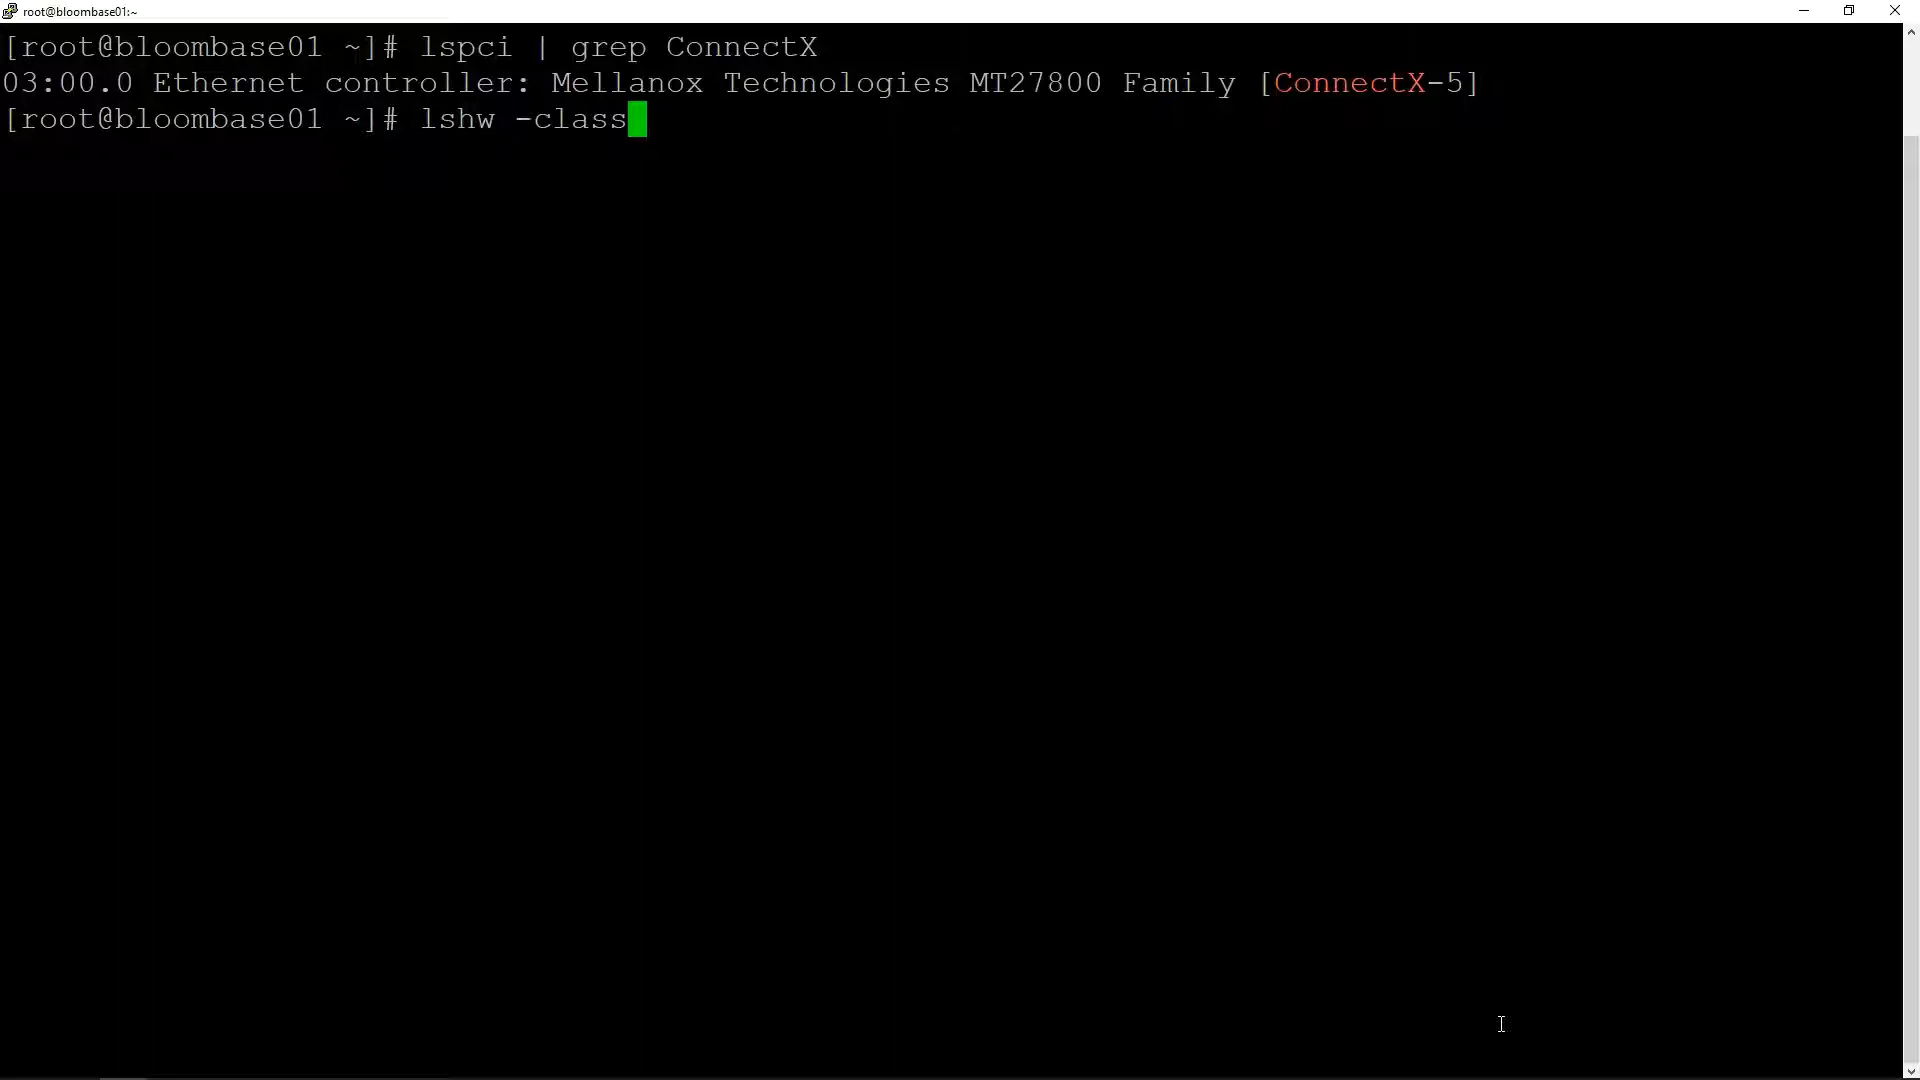 root@bloombase01:~
[root@bloombase01 ~]# lspci | grep ConnectX
03:00.0 Ethernet controller: Mellanox Technologies MT27800 Family [ConnectX-5]
[root@bloombase01 ~]# lshw -class